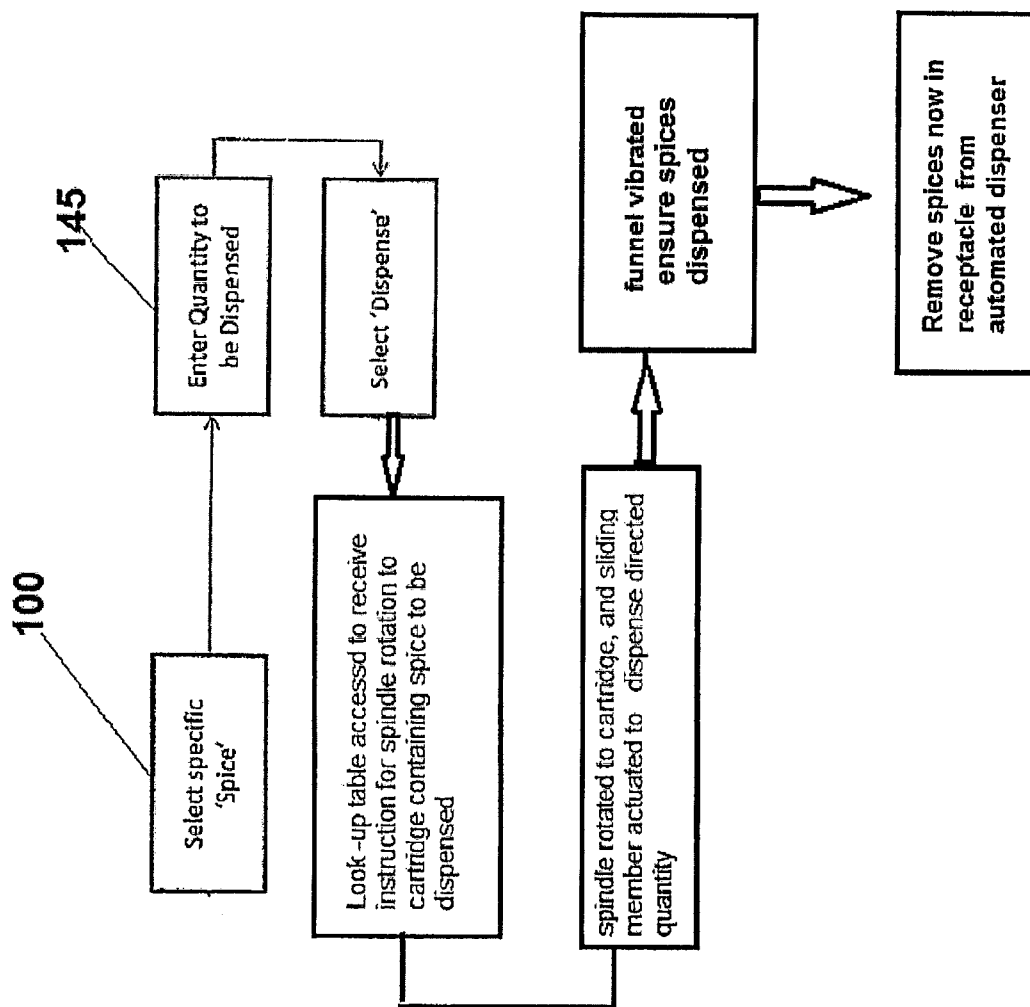 100
Select specific
'Spice'
145
Enter Quantity to
be Dispensed
Select 'Dispense'
Look-up table accessd to receive
instruction for spindle rotation to
cartridge containing spice to be
dispensed
spindle rotated to cartridge, and sliding
member actuated to dispense directed
quantity
funnel vibrated
ensure spices
dispensed
Remove spices now in
receptacle from
automated dispenser